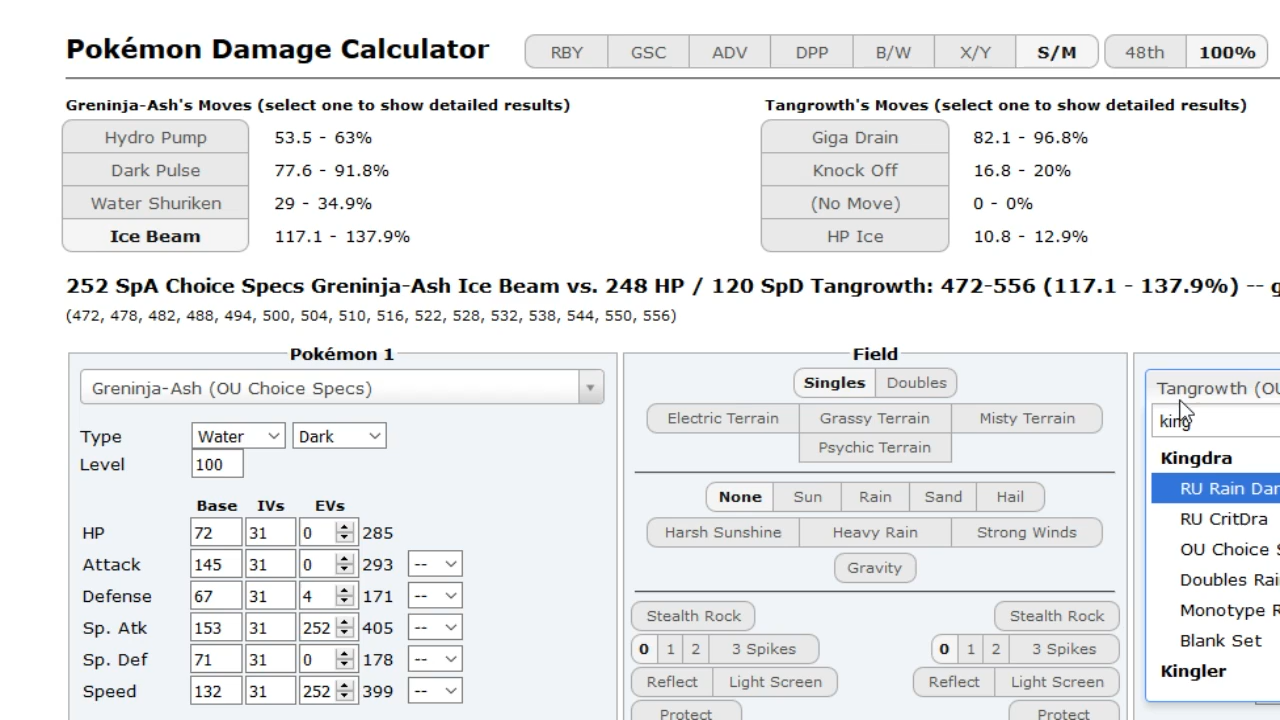 Pokémon Damage Calculator RBY GSC ADV DPP B/W X/Y S/M 48th 100%
Greninja-Ash's Moves (select one to show detailed results) Tangrowth's Moves (select one to show detailed results)
Hydro Pump 53.5 - 63% Giga Drain 82.1 - 96.8%
Dark Pulse 77.6 - 91.8% Knock Off 16.8 - 20%
Water Shuriken 29 - 34.9% (No Move) 0 - 0%
Ice Beam 117.1 - 137.9% HP Ice 10.8 - 12.9%
252 SpA Choice Specs Greninja-Ash Ice Beam vs. 248 HP / 120 SpD Tangrowth: 472-556 (117.1 - 137.9%) -- g
(472, 478, 482, 488, 494, 500, 504, 510, 516, 522, 528, 532, 538, 544, 550, 556)
Pokémon 1
Greninja-Ash (OU Choice Specs)
Type Water Dark
Level 100
Base IVs EVs
HP 72 31 0 285
Attack 145 31 0 293 --
Defense 67 31 4 171 --
Sp. Atk 153 31 252 405 --
Sp. Def 71 31 0 178 --
Speed 132 31 252 399 --
Field
Singles Doubles
Electric Terrain Grassy Terrain Misty Terrain
Psychic Terrain
None Sun Rain Sand Hail
Harsh Sunshine Heavy Rain Strong Winds
Gravity
Stealth Rock Stealth Rock
0 1 2 3 Spikes 0 1 2 3 Spikes
Reflect Light Screen Reflect Light Screen
Protect Protect
Tangrowth (OU
king
Kingdra
RU Rain Dan
RU CritDra
OU Choice S
Doubles Rai
Monotype R
Blank Set
Kingler